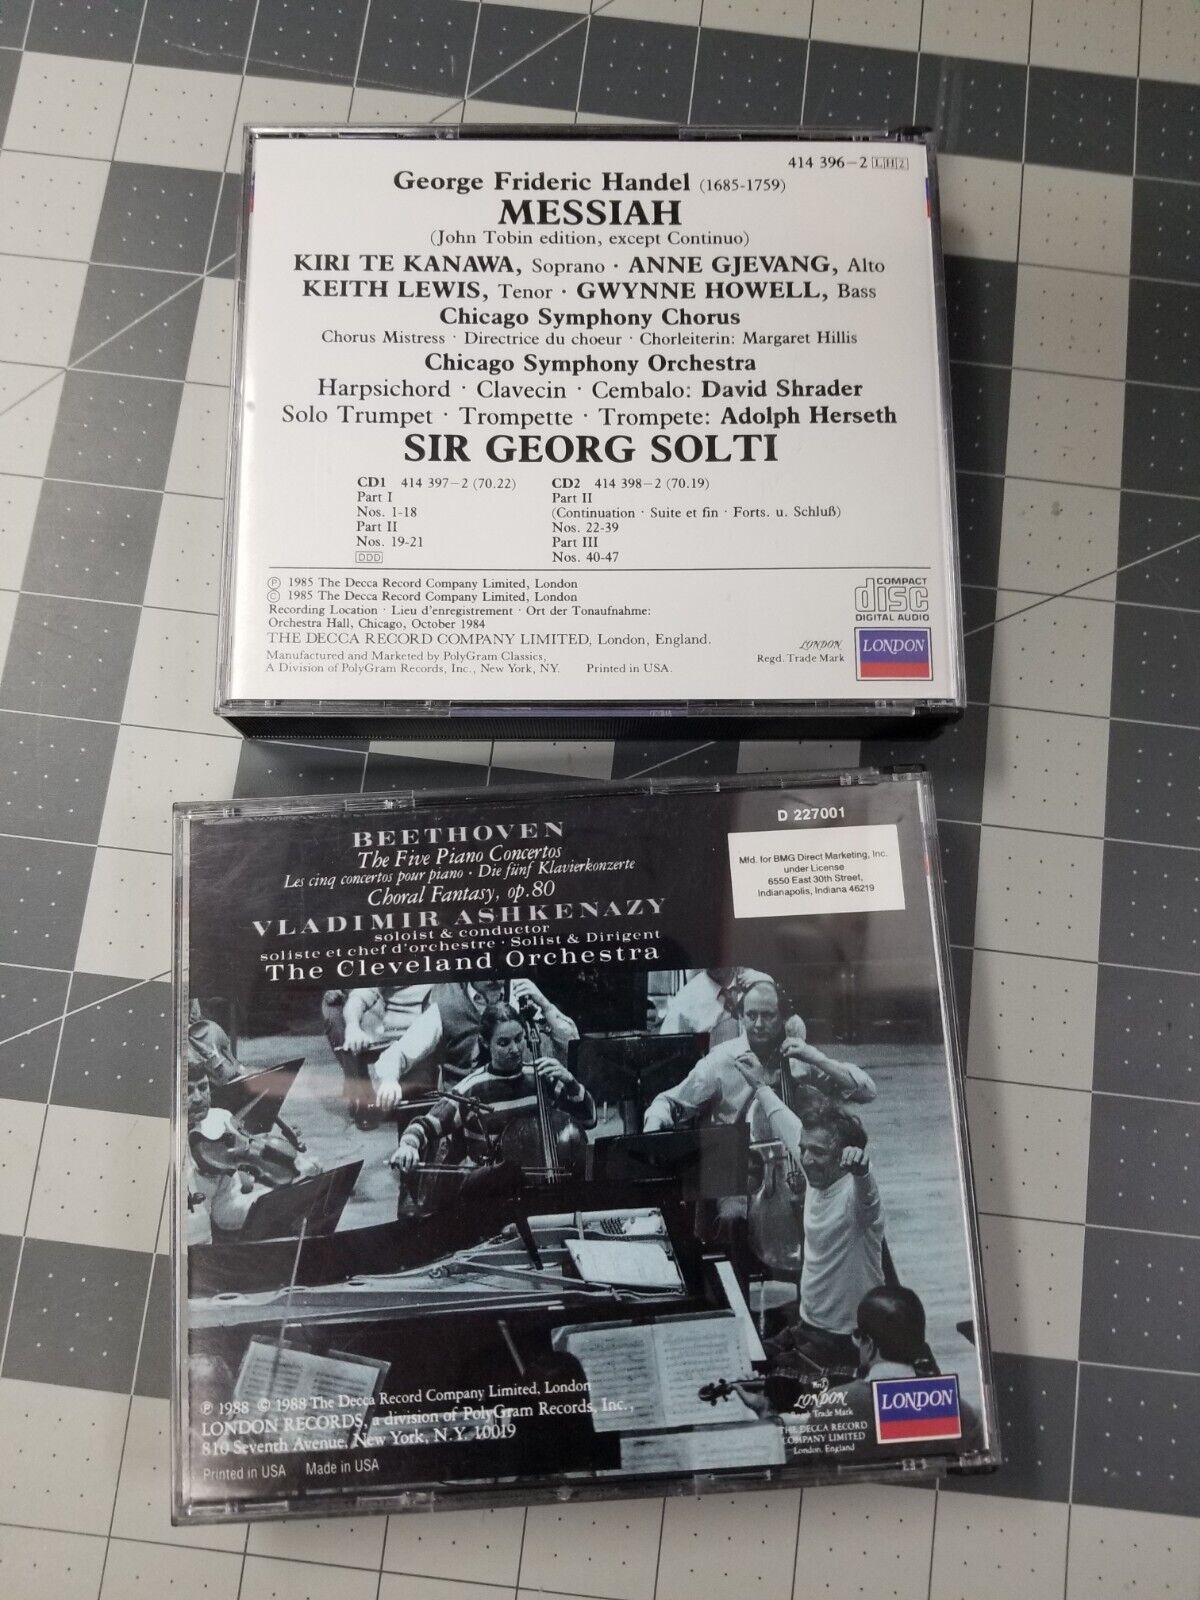 414 396–2 LH2
George Frideric Handel (1685-1759)
MESSIAH
(John Tobin edition, except Continuo)
KIRI TE KANAWA, Soprano · ANNE GJEVANG, Alto
KEITH LEWIS, Tenor · GWYNNE HOWELL, Bass
Chicago Symphony Chorus
Chorus Mistress · Directrice du choeur · Chorleiterin: Margaret Hillis
Chicago Symphony Orchestra
Harpsichord · Clavecin · Cembalo: David Shrader
Solo Trumpet · Trompette · Trompete: Adolph Herseth
SIR GEORG SOLTI
CD1 414 397–2 (70.22)
Part I
Nos. 1-18
Part II
Nos. 19-21
DDD
CD2 414 398–2 (70.19)
Part II
(Continuation · Suite et fin · Forts. u. Schluß)
Nos. 22-39
Part III
Nos. 40-47
Ⓟ 1985 The Decca Record Company Limited, London
© 1985 The Decca Record Company Limited, London
Recording Location · Lieu d'enregistrement · Ort der Tonaufnahme:
Orchestra Hall, Chicago, October 1984
THE DECCA RECORD COMPANY LIMITED, London, England.
Manufactured and Marketed by PolyGram Classics,
A Division of PolyGram Records, Inc., New York, NY. Printed in USA.
COMPACT
disc
DIGITAL AUDIO
LONDON
Regd. Trade Mark
LONDON
D 227001
Mfd. for BMG Direct Marketing, Inc.
under License
6550 East 30th Street,
Indianapolis, Indiana 46219
BEETHOVEN
The Five Piano Concertos
Les cinq concertos pour piano · Die fünf Klavierkonzerte
Choral Fantasy, op.80
VLADIMIR ASHKENAZY
soloist & conductor
soliste et chef d'orchestre · Solist & Dirigent
The Cleveland Orchestra
Ⓟ 1988 © 1988 The Decca Record Company Limited, London
LONDON RECORDS, a division of PolyGram Records, Inc.,
810 Seventh Avenue, New York, N.Y. 10019
Printed in USA Made in USA
LONDON
Regd. Trade Mark
THE DECCA RECORD
COMPANY LIMITED
London, England
LONDON